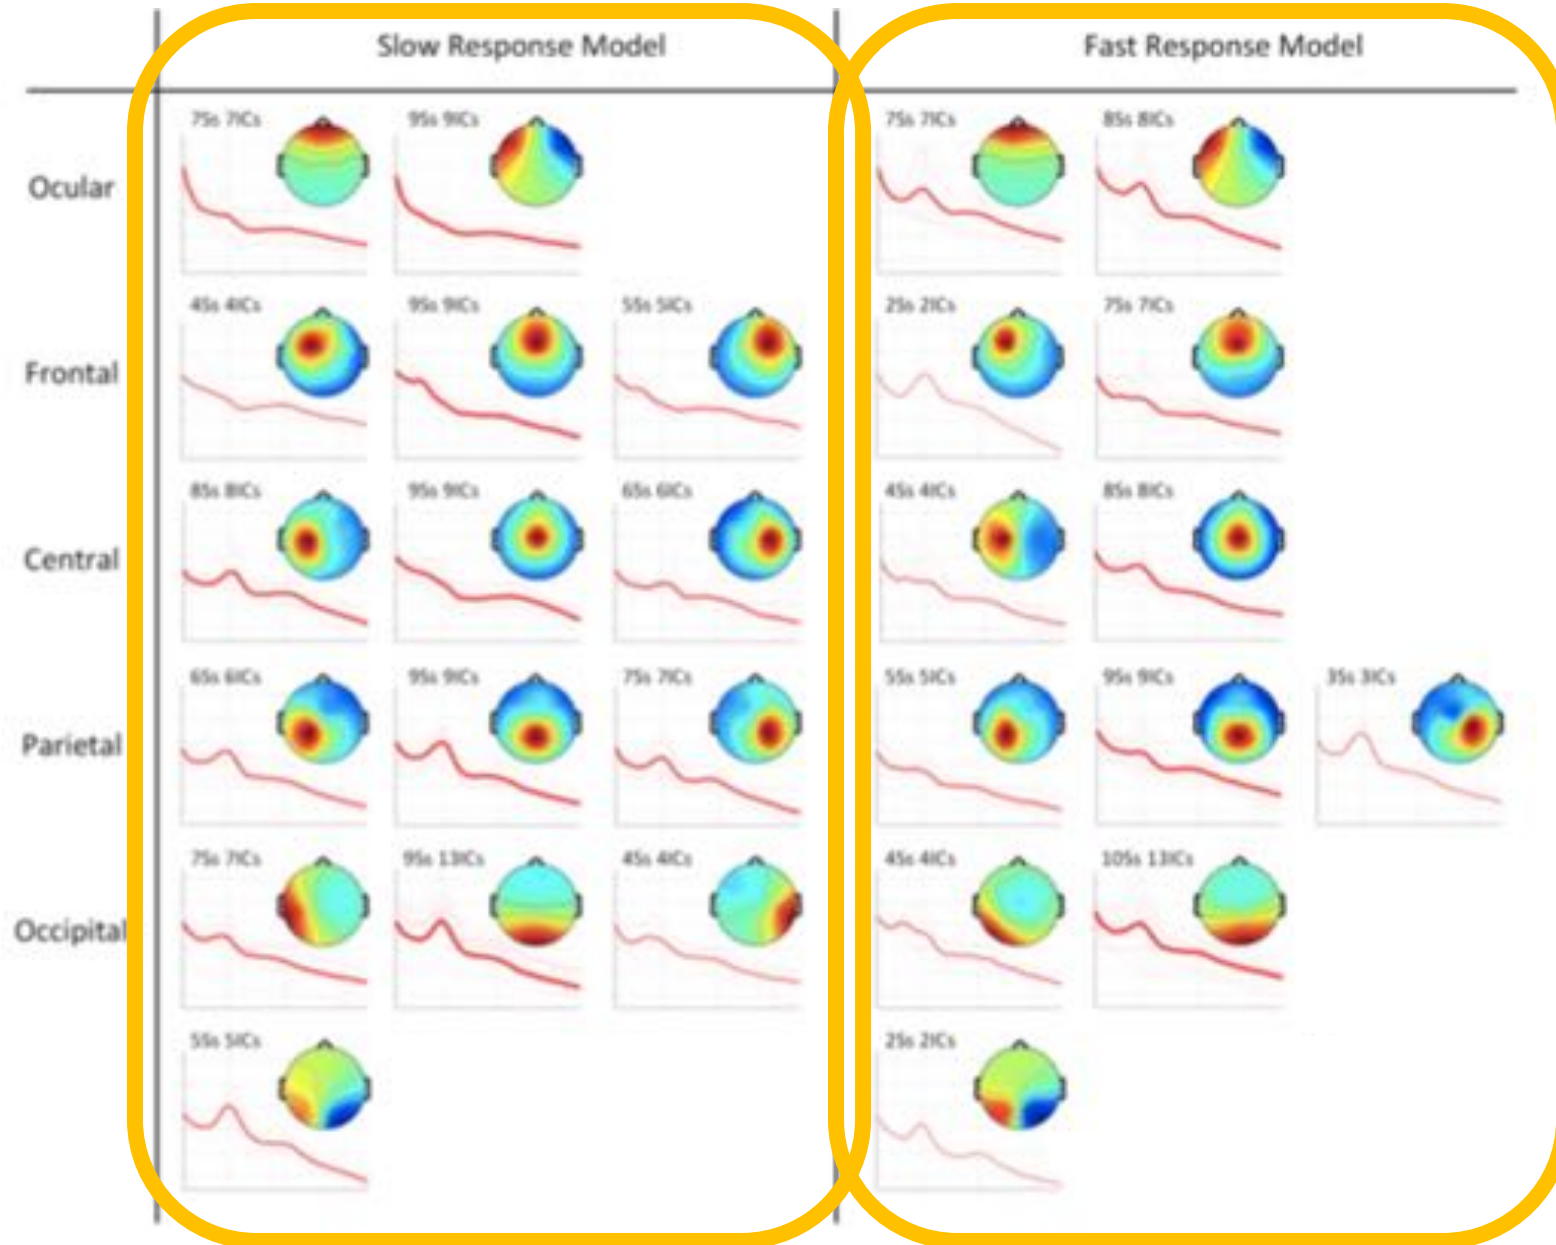 Slow Response Model Fast Response Model
Ocular
7Ss 7ICs 9Ss 9ICs 7Ss 7ICs 8Ss 8ICs
Frontal
4Ss 4ICs 9Ss 9ICs 5Ss 5ICs 2Ss 2ICs 7Ss 7ICs
Central
8Ss 8ICs 9Ss 9ICs 6Ss 6ICs 4Ss 4ICs 8Ss 8ICs
Parietal
6Ss 6ICs 9Ss 9ICs 7Ss 7ICs 5Ss 5ICs 9Ss 9ICs 3Ss 3ICs
Occipital
7Ss 7ICs 9Ss 13ICs 4Ss 4ICs 4Ss 4ICs 10Ss 13ICs
5Ss 5ICs 2Ss 2ICs